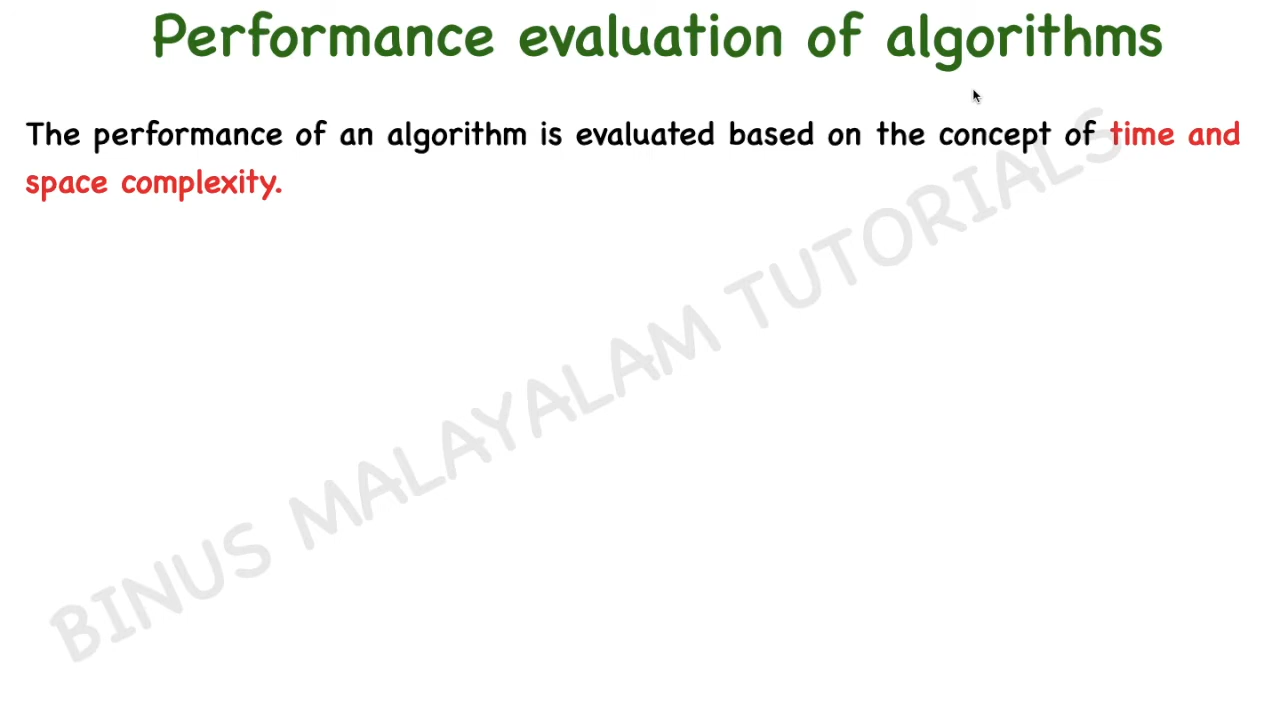 Performance evaluation of algorithms
The performance of an algorithm is evaluated based on the concept of time and
space complexity.
BINUS MALAYALAM TUTORIALS